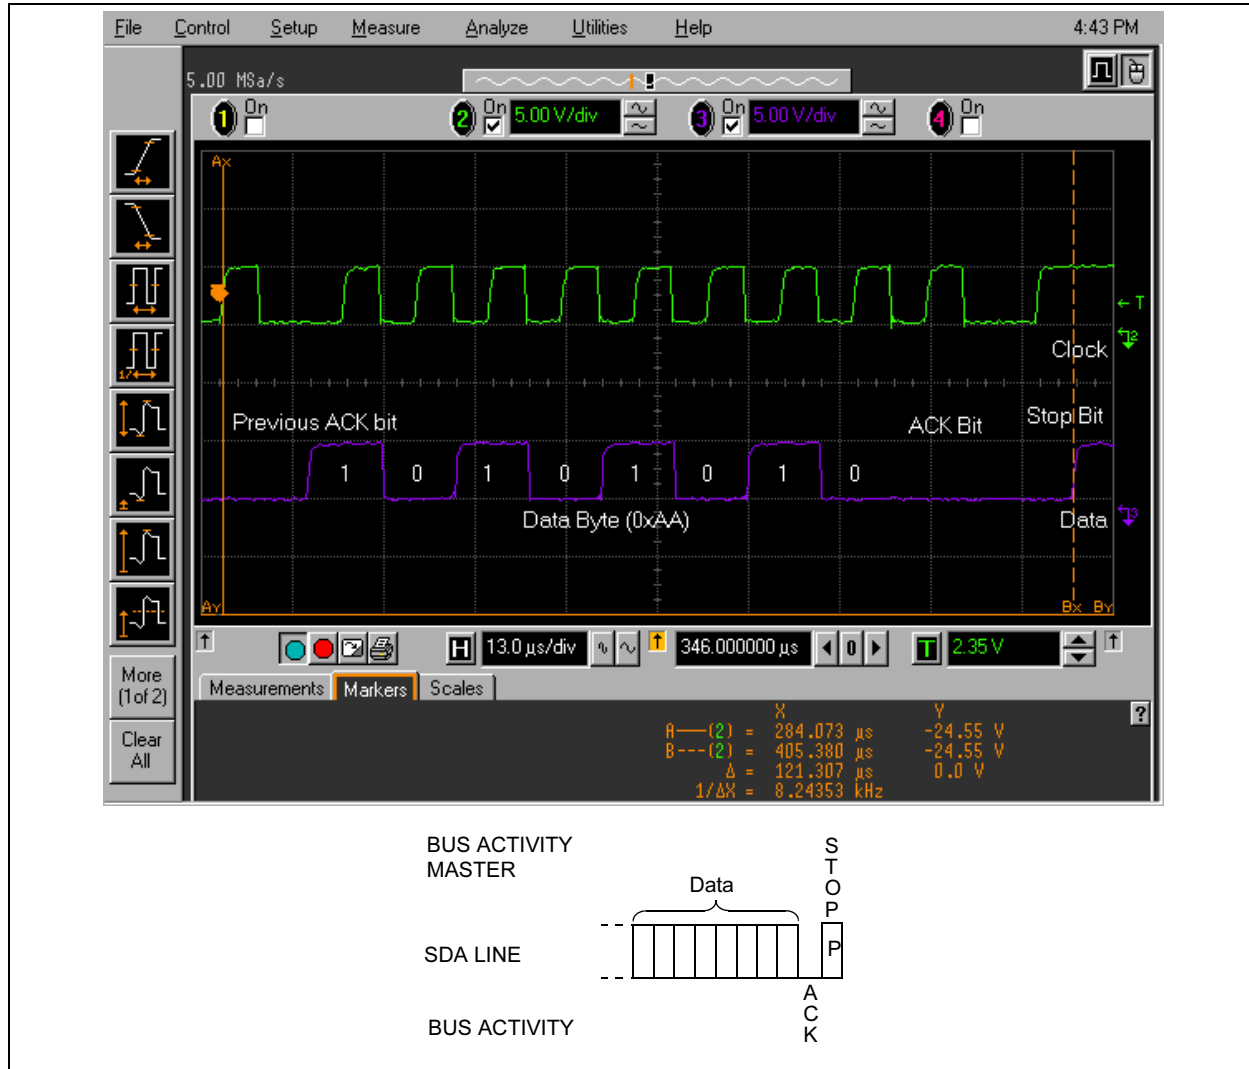 File Control Setup Measure Analyze Utilities Help 4:43 PM
5.00 MSa/s
1 On 2 On 5.00 V/div 3 On 5.00 V/div 4 On
Ax
T
2
Clock
Previous ACK bit ACK Bit Stop Bit
1 0 1 0 1 0 1 0
Data Byte (0xAA) Data
3
Ay Bx By
H 13.0 µs/div 346.000000 µs 0 T 2.35 V
More
(1of 2)
Clear
All
Measurements Markers Scales
?
X Y
A——(2) = 284.073 µs -24.55 V
B---(2) = 405.380 µs -24.55 V
Δ = 121.307 µs 0.0 V
1/ΔX = 8.24353 kHz
BUS ACTIVITY
MASTER
STOP
Data
SDA LINE
P
ACK
BUS ACTIVITY